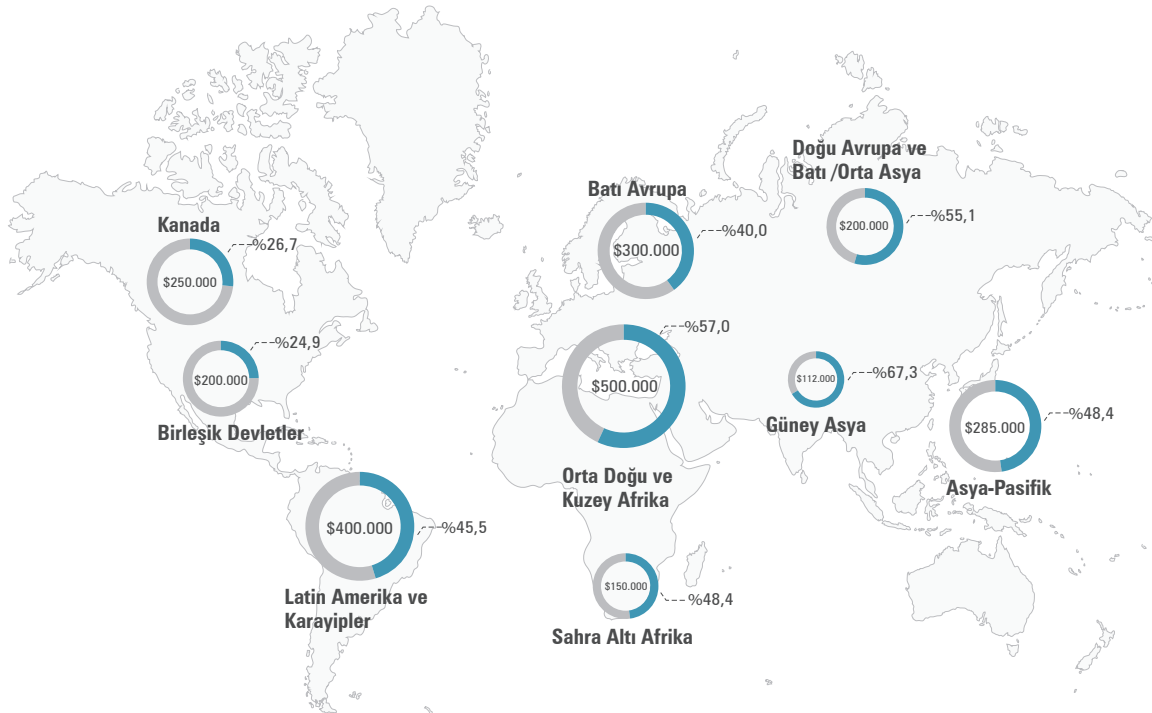 Kanada
%26,7
$250.000
%24,9
$200.000
Birleşik Devletler
$400.000
%45,5
Latin Amerika ve
Karayipler
Batı Avrupa
%40,0
$300.000
Doğu Avrupa ve
Batı /Orta Asya
%55,1
$200.000
%57,0
$500.000
Orta Doğu ve
Kuzey Afrika
%67,3
$112.000
Güney Asya
%48,4
$285.000
Asya-Pasifik
$150.000
%48,4
Sahra Altı Afrika